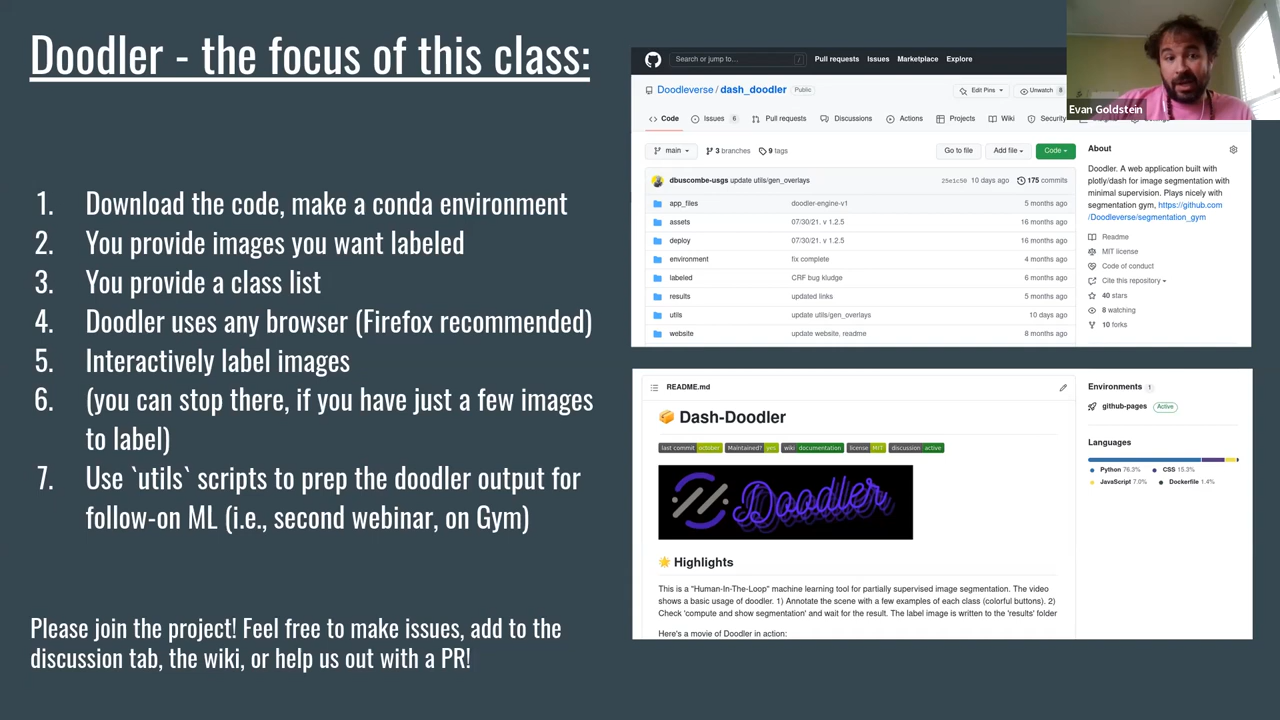 Doodler - the focus of this class:
1. Download the code, make a conda environment
2. You provide images you want labeled
3. You provide a class list
4. Doodler uses any browser (Firefox recommended)
5. Interactively label images
6. (you can stop there, if you have just a few images
to label)
7. Use `utils` scripts to prep the doodler output for
follow-on ML (i.e., second webinar, on Gym)
Please join the project! Feel free to make issues, add to the
discussion tab, the wiki, or help us out with a PR!
Search or jump to… / Pull requests Issues Marketplace Explore
Doodleverse / dash_doodler Public Edit Pins Unwatch 8
Evan Goldstein
Code Issues 6 Pull requests Discussions Actions Projects Wiki Security
main 3 branches 9 tags Go to file Add file Code
dbuscombe-usgs update utils/gen_overlays 25e1c50 10 days ago 175 commits
app_files doodler-engine-v1 5 months ago
assets 07/30/21. v 1.2.5 16 months ago
deploy 07/30/21. v 1.2.5 16 months ago
environment fix complete 4 months ago
labeled CRF bug kludge 6 months ago
results updated links 5 months ago
utils update utils/gen_overlays 10 days ago
website update website, readme 8 months ago
About
Doodler. A web application built with
plotly/dash for image segmentation with
minimal supervision. Plays nicely with
segmentation gym, https://github.com
/Doodleverse/segmentation_gym
Readme
MIT license
Code of conduct
Cite this repository
40 stars
8 watching
10 forks
README.md
Dash-Doodler
last commit october Maintained? yes wiki documentation license MIT discussion active
Doodler
Highlights
This is a "Human-In-The-Loop" machine learning tool for partially supervised image segmentation. The video
shows a basic usage of doodler. 1) Annotate the scene with a few examples of each class (colorful buttons). 2)
Check 'compute and show segmentation' and wait for the result. The label image is written to the 'results' folder
Here's a movie of Doodler in action:
Environments 1
github-pages Active
Languages
Python 76.3% CSS 15.3%
JavaScript 7.0% Dockerfile 1.4%